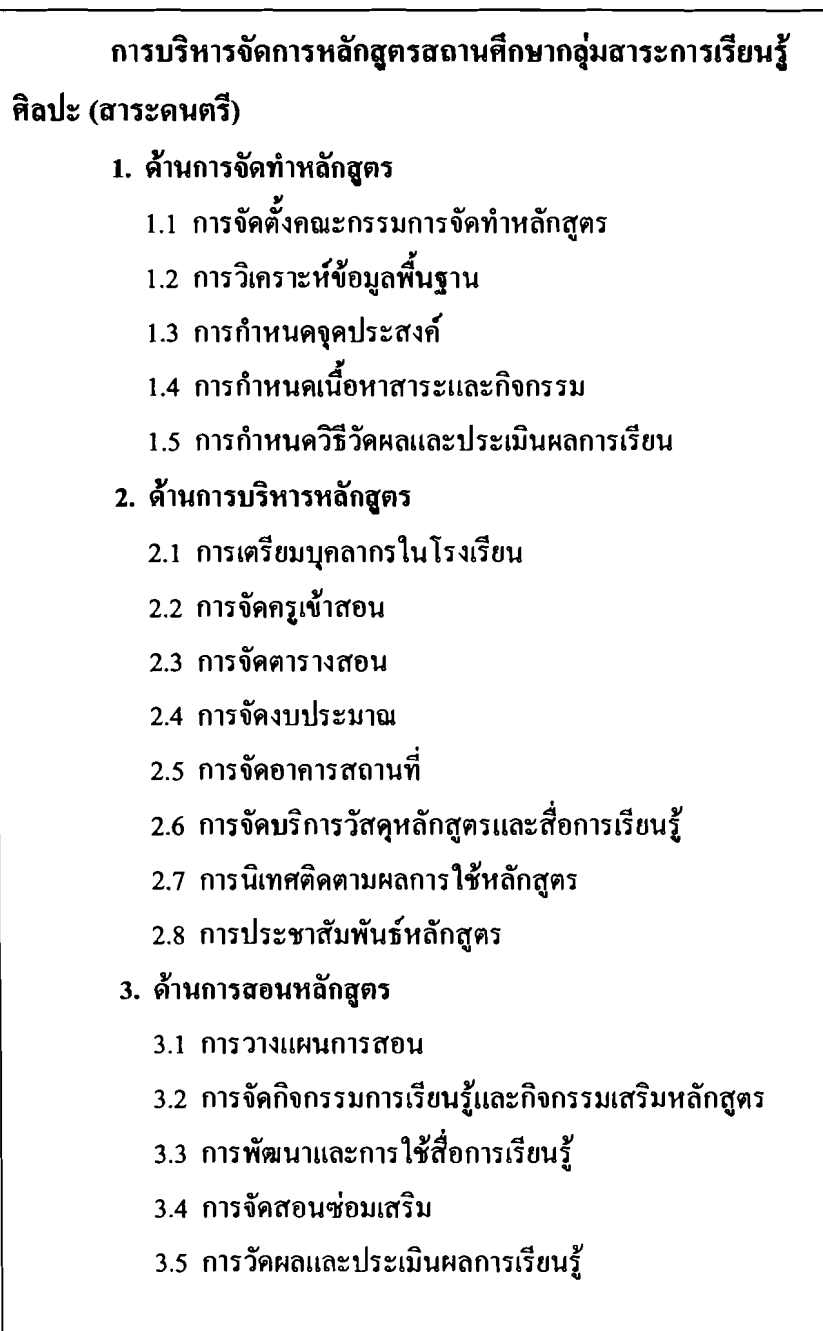 การบริหารจัดการหลักสูตรสถานศึกษากลุ่มสาระการเรียนรู้
ศิลปะ (สาระดนตรี)
1. ด้านการจัดทำหลักสูตร
1.1 การจัดตั้งคณะกรรมการจัดทำหลักสูตร
1.2 การวิเคราะห์ข้อมูลพื้นฐาน
1.3 การกำหนดจุดประสงค์
1.4 การกำหนดเนื้อหาสาระและกิจกรรม
1.5 การกำหนดวิธีวัดผลและประเมินผลการเรียน
2. ด้านการบริหารหลักสูตร
2.1 การเตรียมบุคลากรในโรงเรียน
2.2 การจัดครูเข้าสอน
2.3 การจัดตารางสอน
2.4 การจัดงบประมาณ
2.5 การจัดอาคารสถานที่
2.6 การจัดบริการวัสดุหลักสูตรและสื่อการเรียนรู้
2.7 การนิเทศติดตามผลการใช้หลักสูตร
2.8 การประชาสัมพันธ์หลักสูตร
3. ด้านการสอนหลักสูตร
3.1 การวางแผนการสอน
3.2 การจัดกิจกรรมการเรียนรู้และกิจกรรมเสริมหลักสูตร
3.3 การพัฒนาและการใช้สื่อการเรียนรู้
3.4 การจัดสอนซ่อมเสริม
3.5 การวัดผลและประเมินผลการเรียนรู้